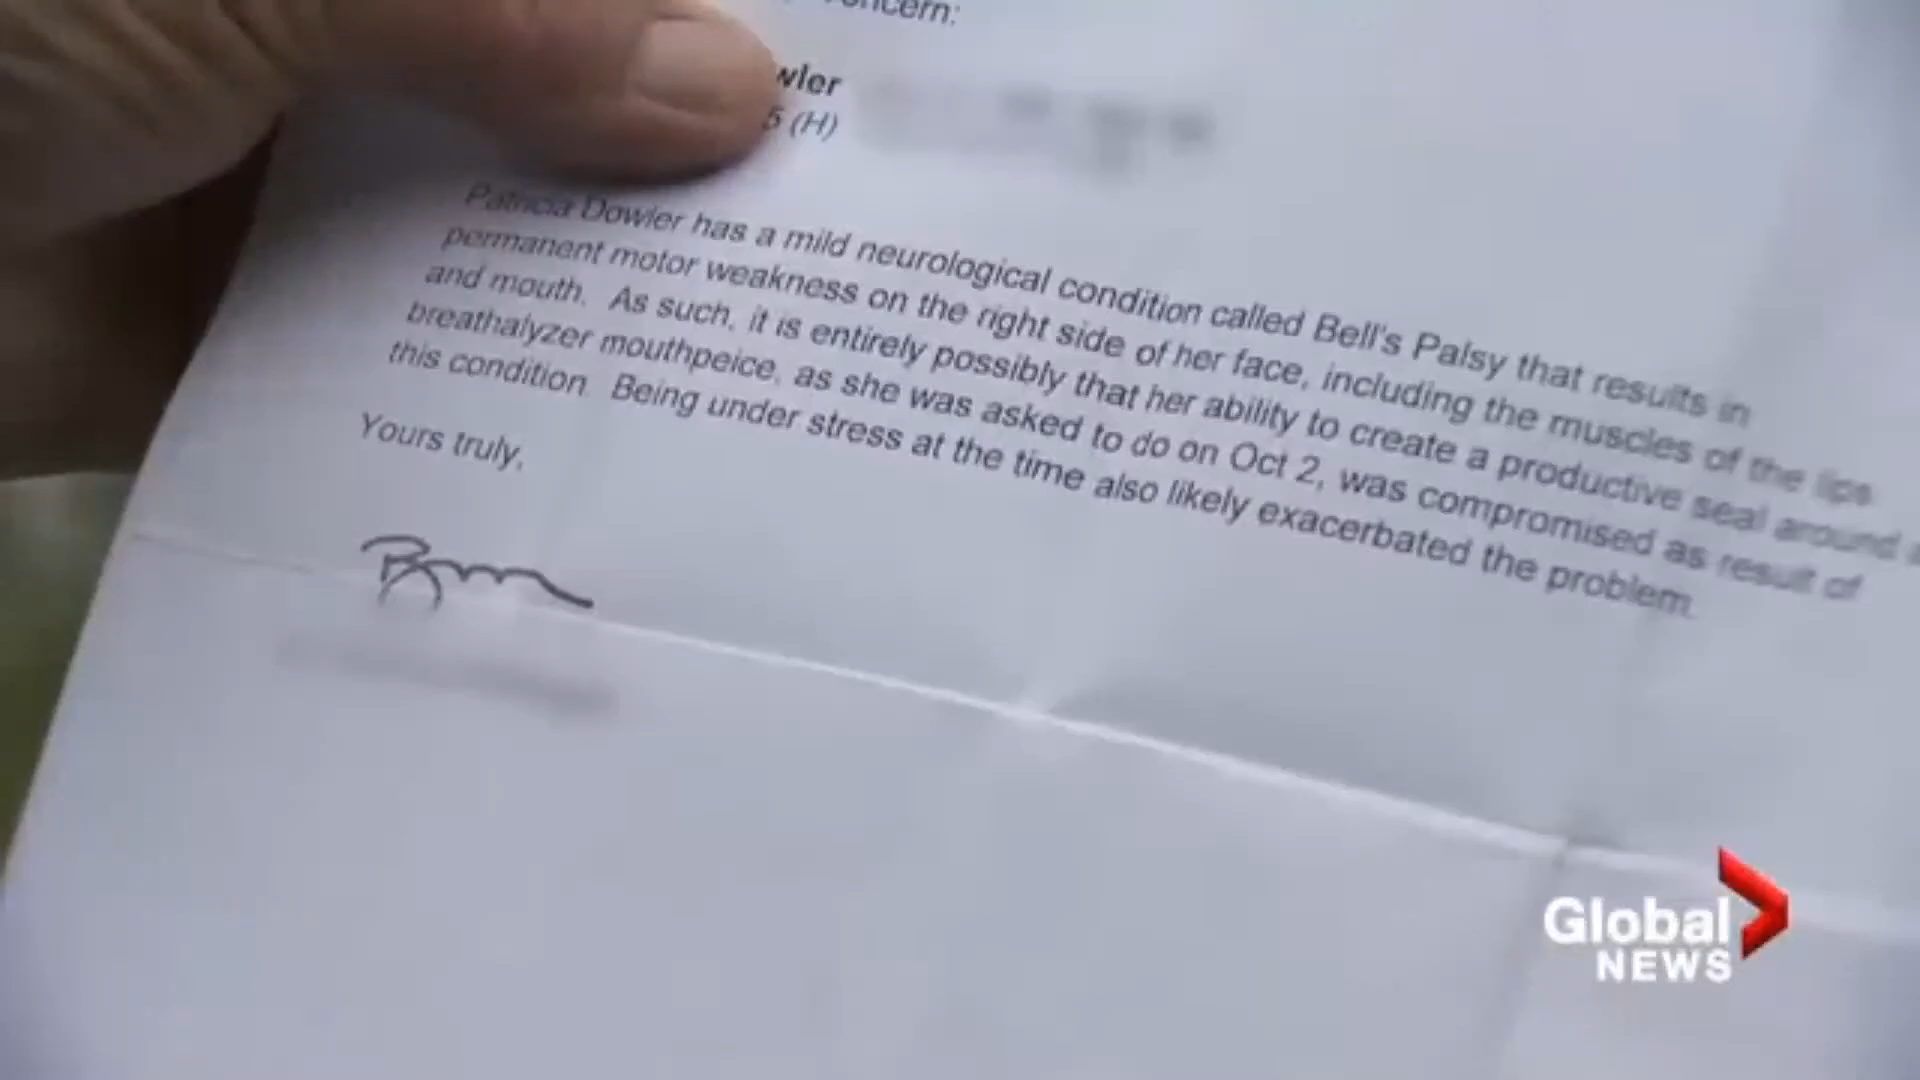 concern:
wler
5 (H)
Patricia Dowler has a mild neurological condition called Bell's Palsy that results in
permanent motor weakness on the right side of her face, including the muscles of the lips
and mouth. As such, it is entirely possibly that her ability to create a productive seal around
breathalyzer mouthpeice, as she was asked to do on Oct 2, was compromised as result of
this condition. Being under stress at the time also likely exacerbated the problem.
Yours truly,
Global
NEWS